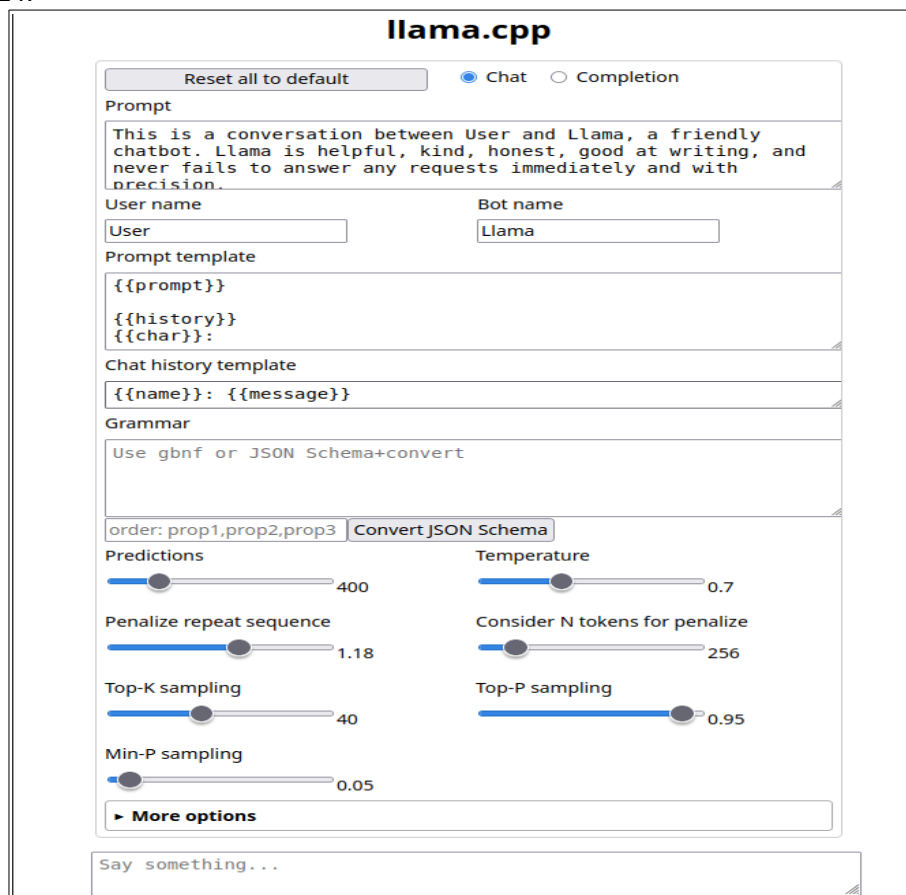 llama.cpp
Reset all to default Chat Completion
Prompt
This is a conversation between User and Llama, a friendly
chatbot. Llama is helpful, kind, honest, good at writing, and
never fails to answer any requests immediately and with
precision.
User name Bot name
User Llama
Prompt template
{{prompt}}
{{history}}
{{char}}:
Chat history template
{{name}}: {{message}}
Grammar
Use gbnf or JSON Schema+convert
order: prop1,prop2,prop3 Convert JSON Schema
Predictions Temperature
400 0.7
Penalize repeat sequence Consider N tokens for penalize
1.18 256
Top-K sampling Top-P sampling
40 0.95
Min-P sampling
0.05
► More options
Say something...